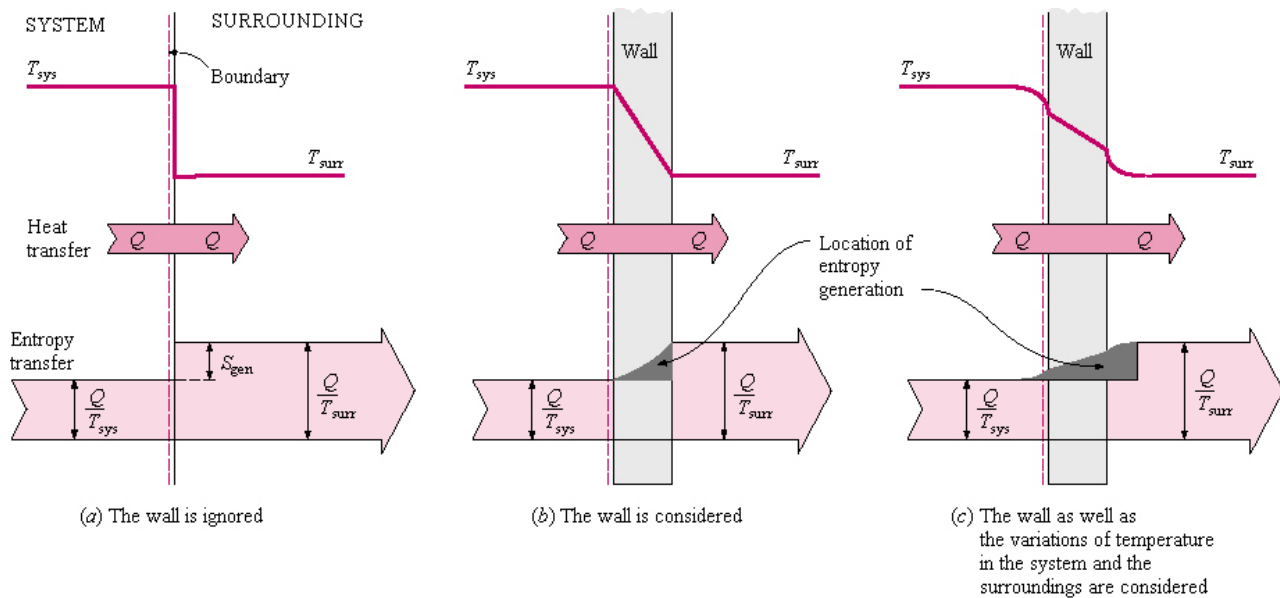 SYSTEM
SURROUNDING
Boundary
T_sys
T_surr
Heat
transfer
Q
Q
Entropy
transfer
S_gen
Q/T_sys
Q/T_surr
(a) The wall is ignored
Wall
T_sys
T_surr
Q
Q
Location of
entropy
generation
Q/T_sys
Q/T_surr
(b) The wall is considered
Wall
T_sys
T_surr
Q
Q
Q/T_sys
Q/T_surr
(c) The wall as well as
the variations of temperature
in the system and the
surroundings are considered